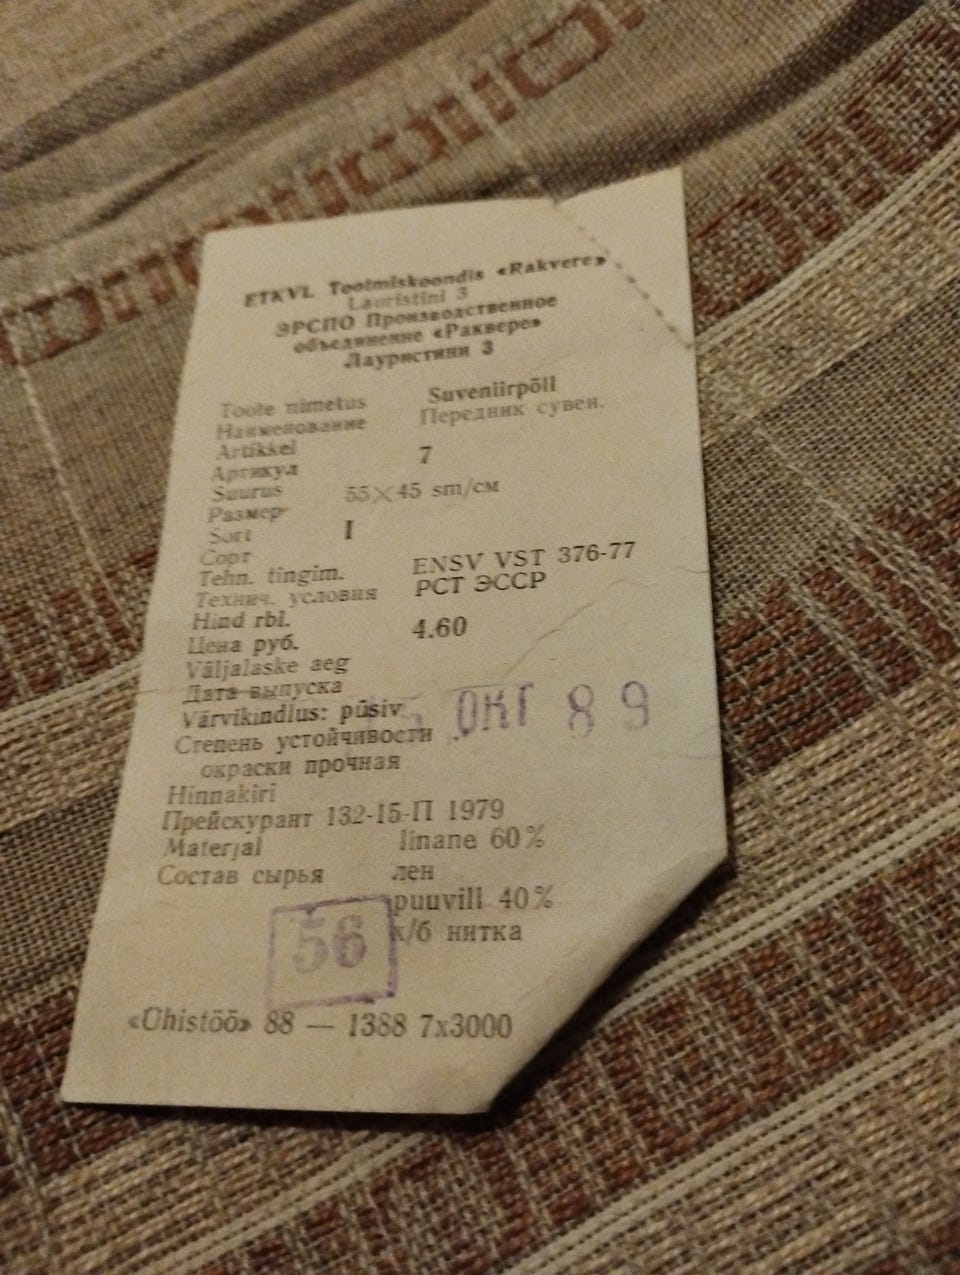 ETKVL Tootmiskoondis «Rakvere»
Lauristini 3
ЭРСПО Производственное
объединение «Раквере»
Лауристини 3
Toote nimetus Suveniirpõll
Наименование Передник сувен.
Artikkel
Артикул 7
Suurus 55×45 sm/см
Размер
Sort I
Сорт
Tehn. tingim. ENSV VST 376-77
Технич. условия РСТ ЭССР
Hind rbl.
Цена руб. 4.60
Väljalaske aeg
Дата выпуска
ОКТ 89
Värvikindlus: püsiv
Степень устойчивости
окраски прочная
Hinnakiri
Прейскурант 132-15-П 1979
Materjal linane 60%
Состав сырья лен
puuvill 40%
х/б нитка
56
«Ühistöö» 88 — 1388 7x3000